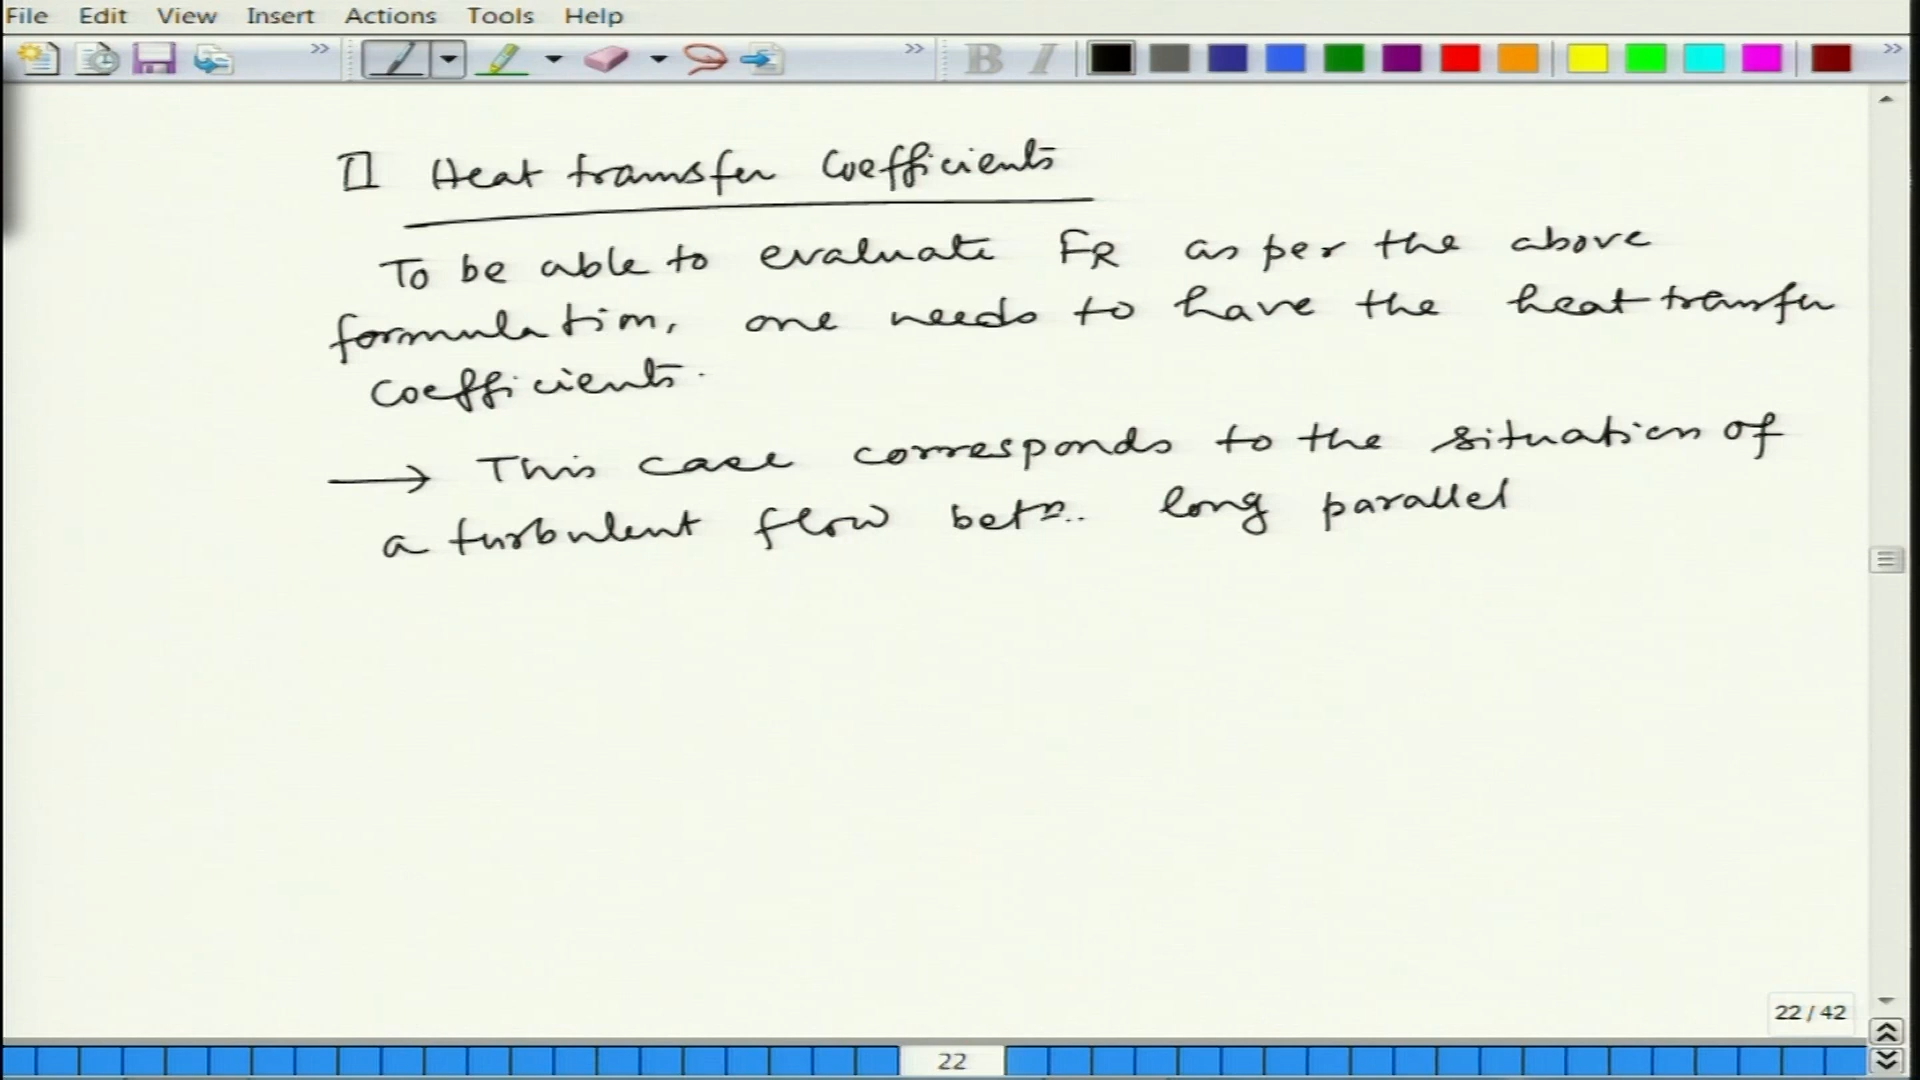 File Edit View Insert Actions Tools Help
B I
II Heat transfer Coefficients
To be able to evaluate FR as per the above
formulation, one needs to have the heat transfer
coefficients.
→ This case corresponds to the situation of
a turbulent flow betn. long parallel
22 / 42
22